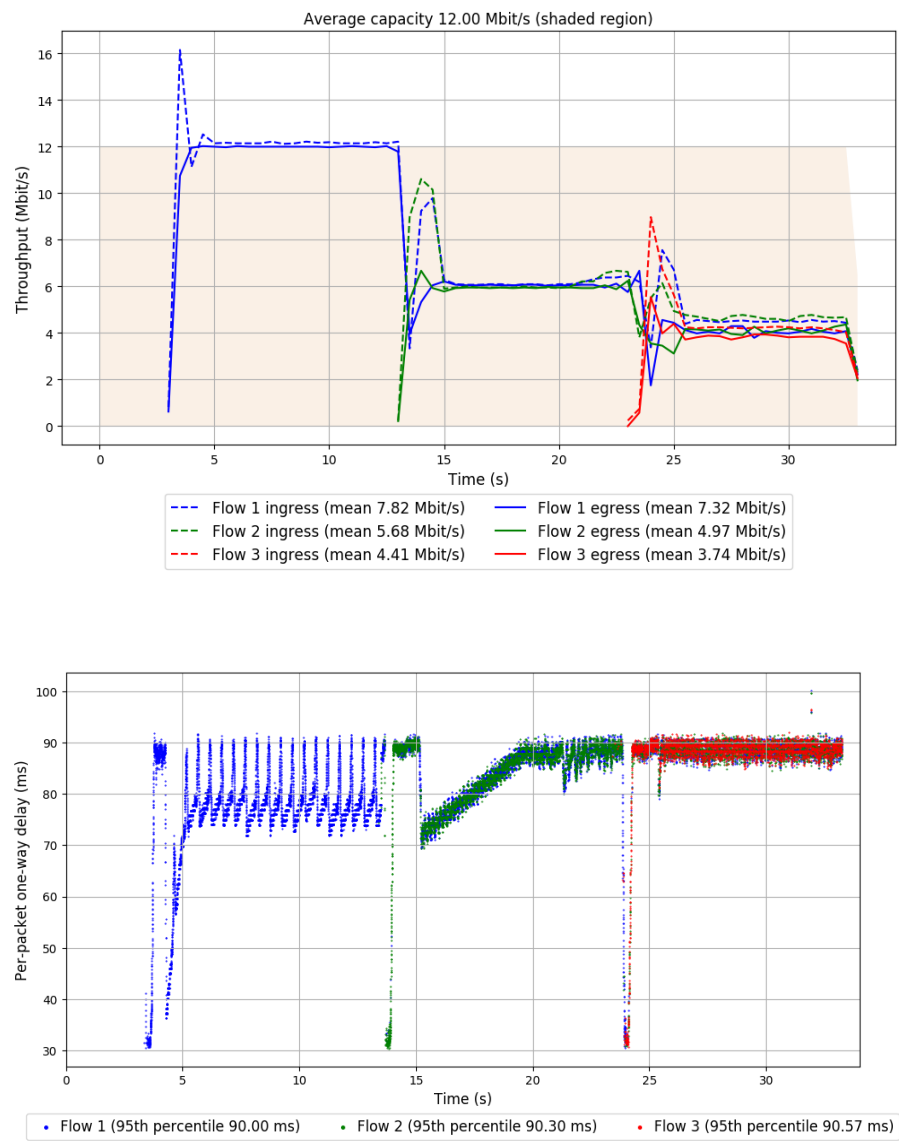 Average capacity 12.00 Mbit/s (shaded region)
16
14
12
10
8
6
4
2
0
Throughput (Mbit/s)
0 5 10 15 20 25 30
Time (s)
Flow 1 ingress (mean 7.82 Mbit/s) Flow 1 egress (mean 7.32 Mbit/s)
Flow 2 ingress (mean 5.68 Mbit/s) Flow 2 egress (mean 4.97 Mbit/s)
Flow 3 ingress (mean 4.41 Mbit/s) Flow 3 egress (mean 3.74 Mbit/s)
100
90
80
70
60
50
40
30
Per-packet one-way delay (ms)
0 5 10 15 20 25 30
Time (s)
Flow 1 (95th percentile 90.00 ms) Flow 2 (95th percentile 90.30 ms) Flow 3 (95th percentile 90.57 ms)